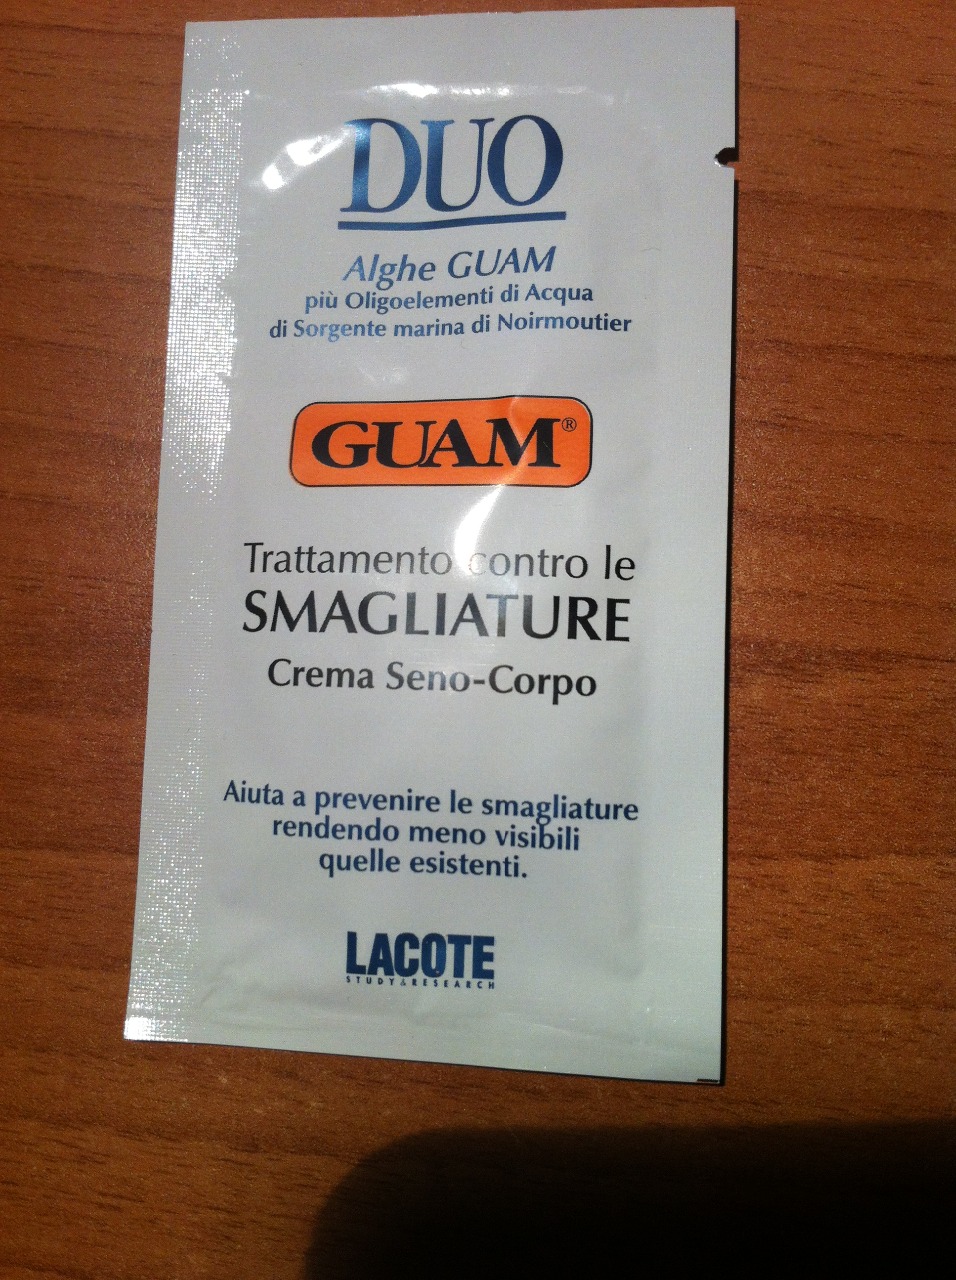 DUO
Alghe GUAM
più Oligoelementi di Acqua
di Sorgente marina di Noirmoutier
GUAM®
Trattamento contro le
SMAGLIATURE
Crema Seno-Corpo
Aiuta a prevenire le smagliature
rendendo meno visibili
quelle esistenti.
LACOTE
STUDY & RESEARCH